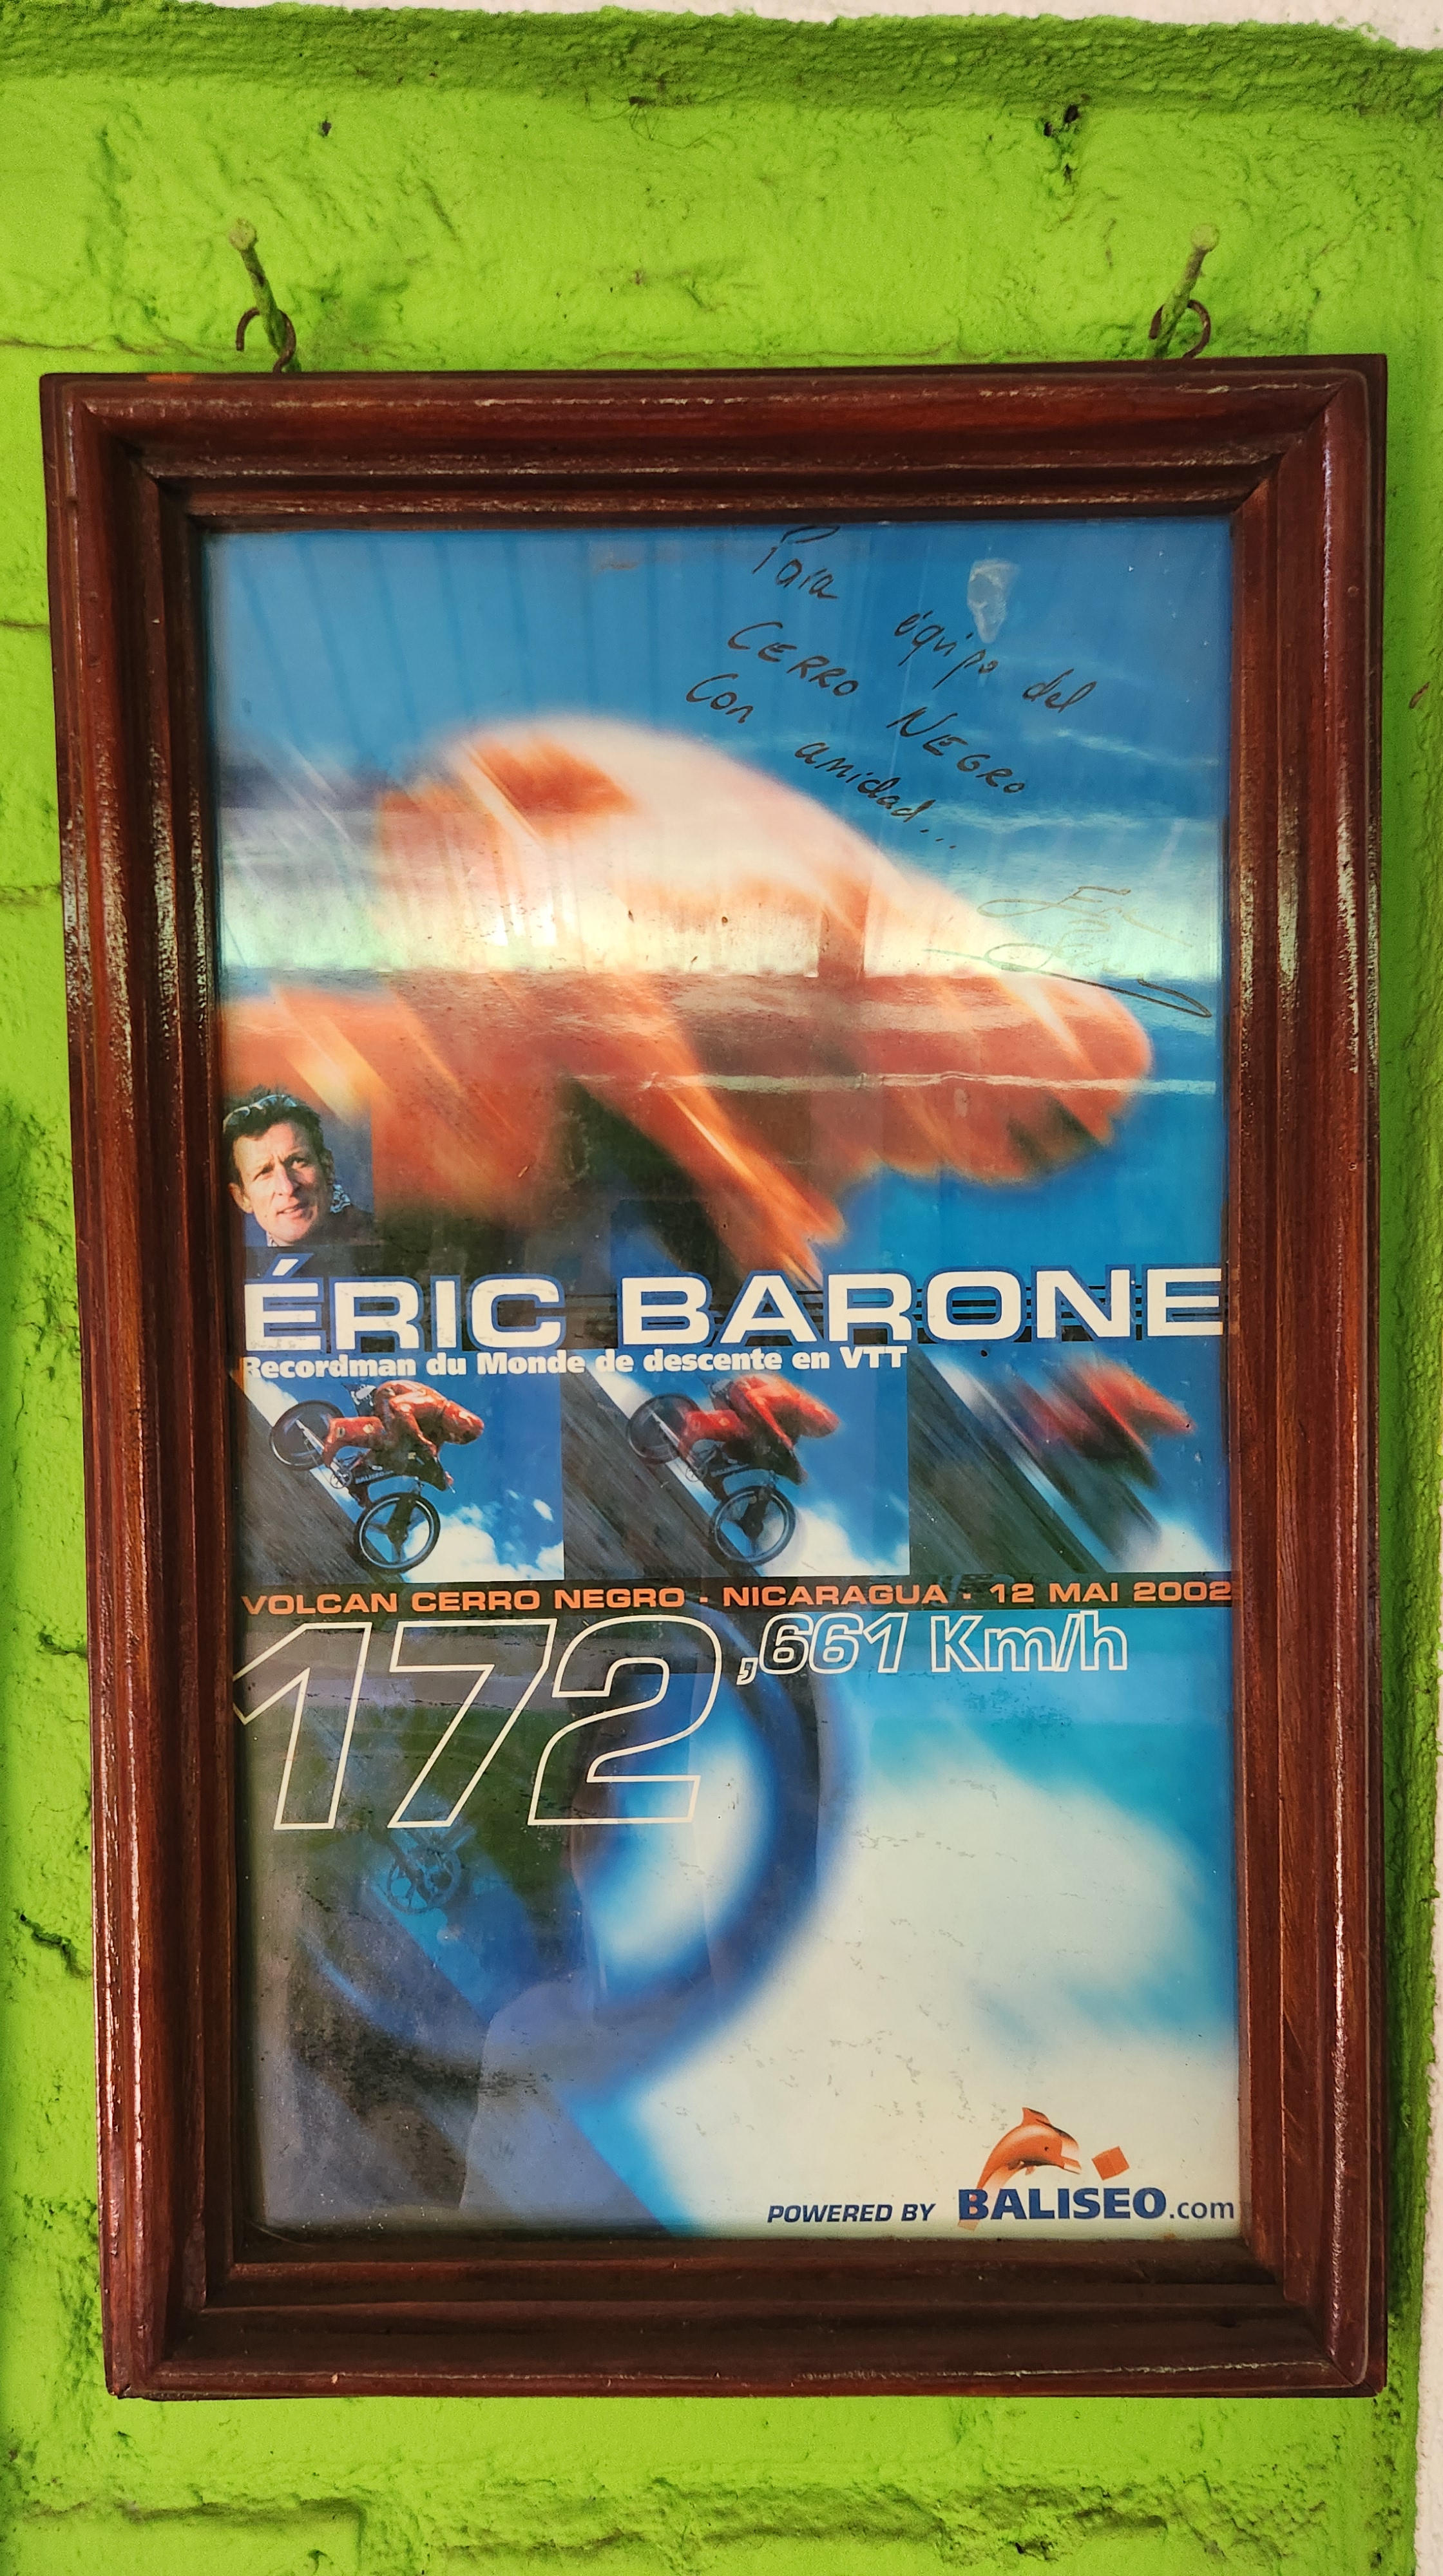 Para équipo del
CERRO NEGRO
Con amidad...
ÉRIC BARONE
Recordman du Monde de descente en VTT
VOLCAN CERRO NEGRO - NICARAGUA - 12 MAI 2002
172,661 Km/h
POWERED BY BALISEO.com